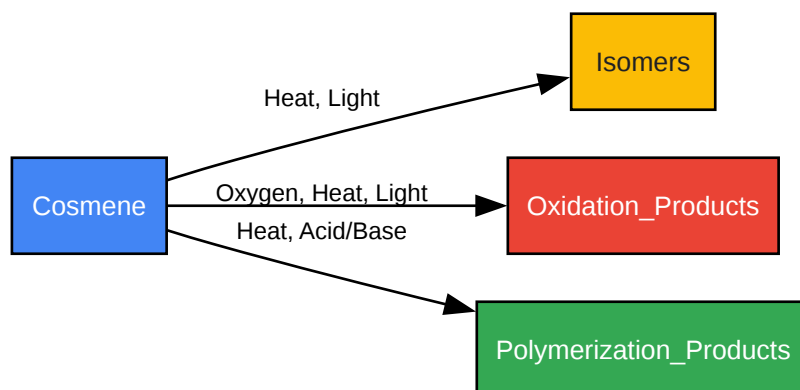 Isomers
Heat, Light
Cosmene
Oxygen, Heat, Light
Oxidation_Products
Heat, Acid/Base
Polymerization_Products